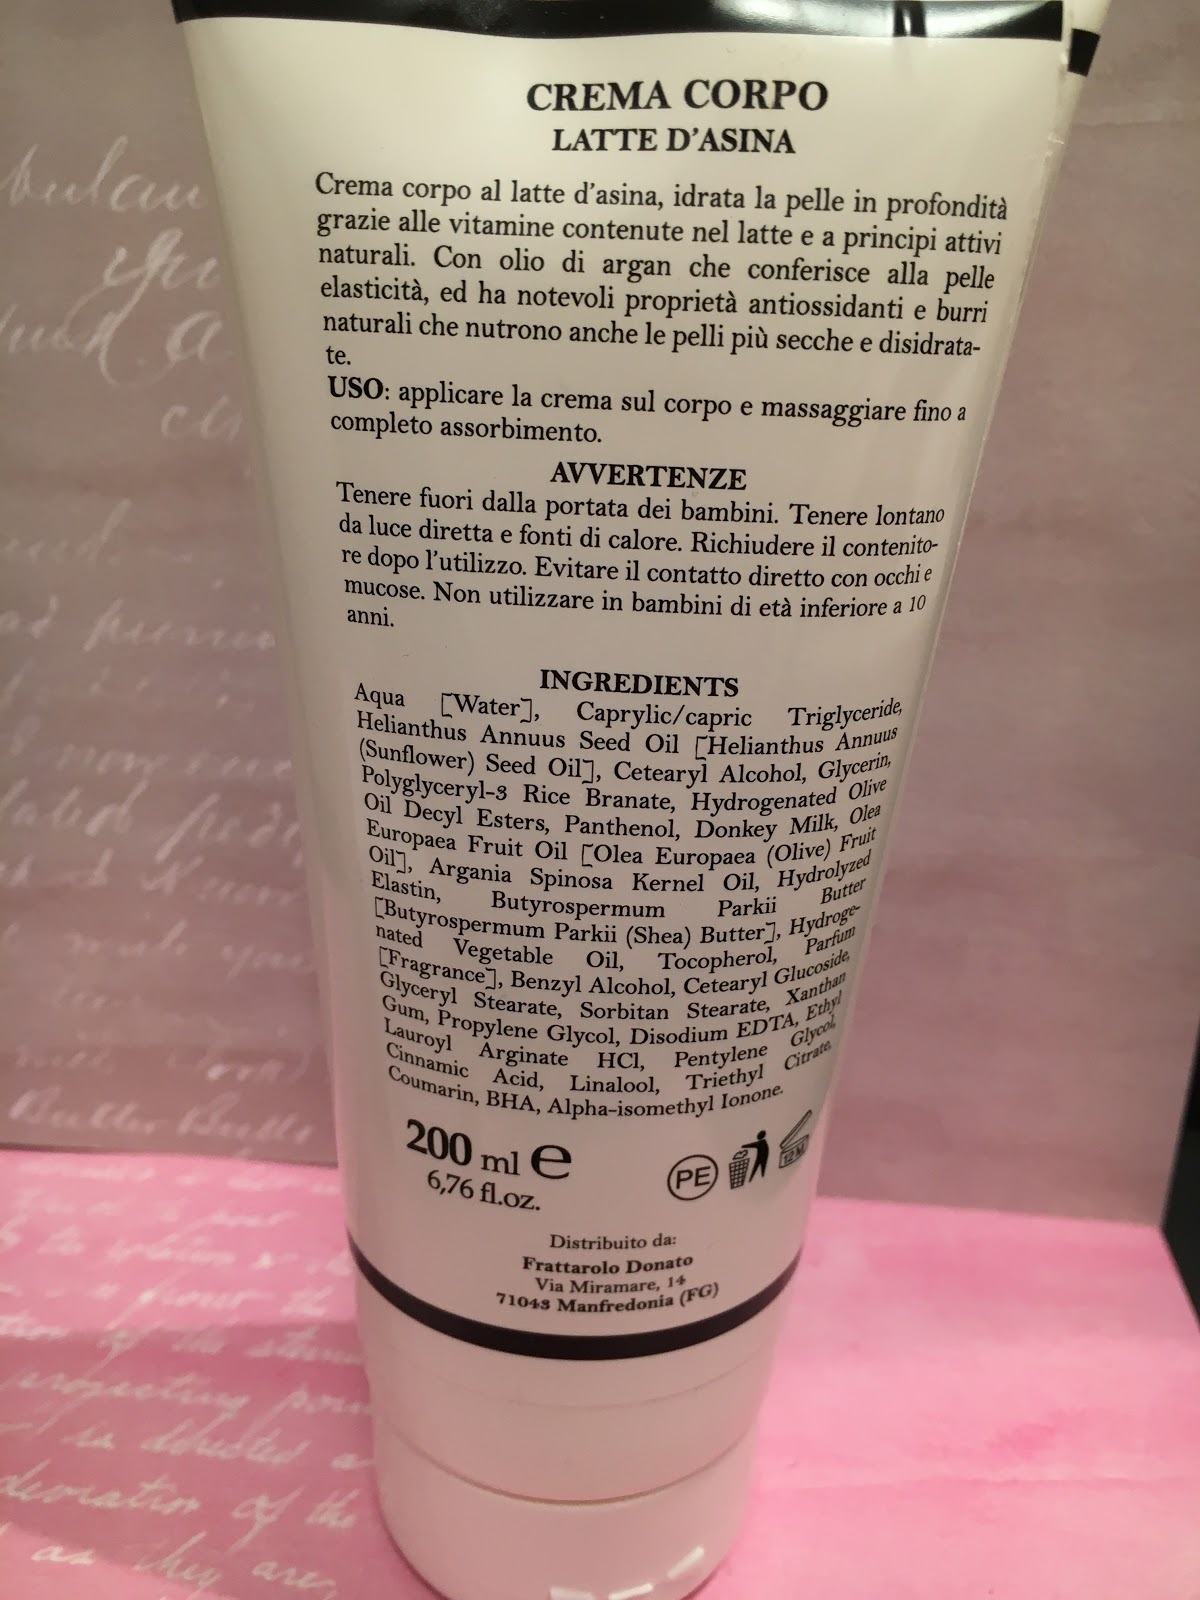 CREMA CORPO
LATTE D'ASINA
Crema corpo al latte d'asina, idrata la pelle in profondità
grazie alle vitamine contenute nel latte e a principi attivi
naturali. Con olio di argan che conferisce alla pelle
elasticità, ed ha notevoli proprietà antiossidanti e burri
naturali che nutrono anche le pelli più secche e disidrata-
te.
USO: applicare la crema sul corpo e massaggiare fino a
completo assorbimento.
AVVERTENZE
Tenere fuori dalla portata dei bambini. Tenere lontano
da luce diretta e fonti di calore. Richiudere il contenito-
re dopo l'utilizzo. Evitare il contatto diretto con occhi e
mucose. Non utilizzare in bambini di età inferiore a 10
anni.
INGREDIENTS
Aqua [Water], Caprylic/capric Triglyceride,
Helianthus Annuus Seed Oil [Helianthus Annuus
(Sunflower) Seed Oil], Cetearyl Alcohol, Glycerin,
Polyglyceryl-3 Rice Branate, Hydrogenated Olive
Oil Decyl Esters, Panthenol, Donkey Milk, Olea
Europaea Fruit Oil [Olea Europaea (Olive) Fruit
Oil], Argania Spinosa Kernel Oil, Hydrolyzed
Elastin, Butyrospermum Parkii Butter
[Butyrospermum Parkii (Shea) Butter], Hydroge-
nated Vegetable Oil, Tocopherol, Parfum
[Fragrance], Benzyl Alcohol, Cetearyl Glucoside,
Glyceryl Stearate, Sorbitan Stearate, Xanthan
Gum, Propylene Glycol, Disodium EDTA, Ethyl
Lauroyl Arginate HCl, Pentylene Glycol,
Cinnamic Acid, Linalool, Triethyl Citrate,
Coumarin, BHA, Alpha-isomethyl Ionone.
200 ml e
6,76 fl.oz.
PE
12 M
Distribuito da:
Frattarolo Donato
Via Miramare, 14
71043 Manfredonia (FG)
of the
is directed
of the
as they are,